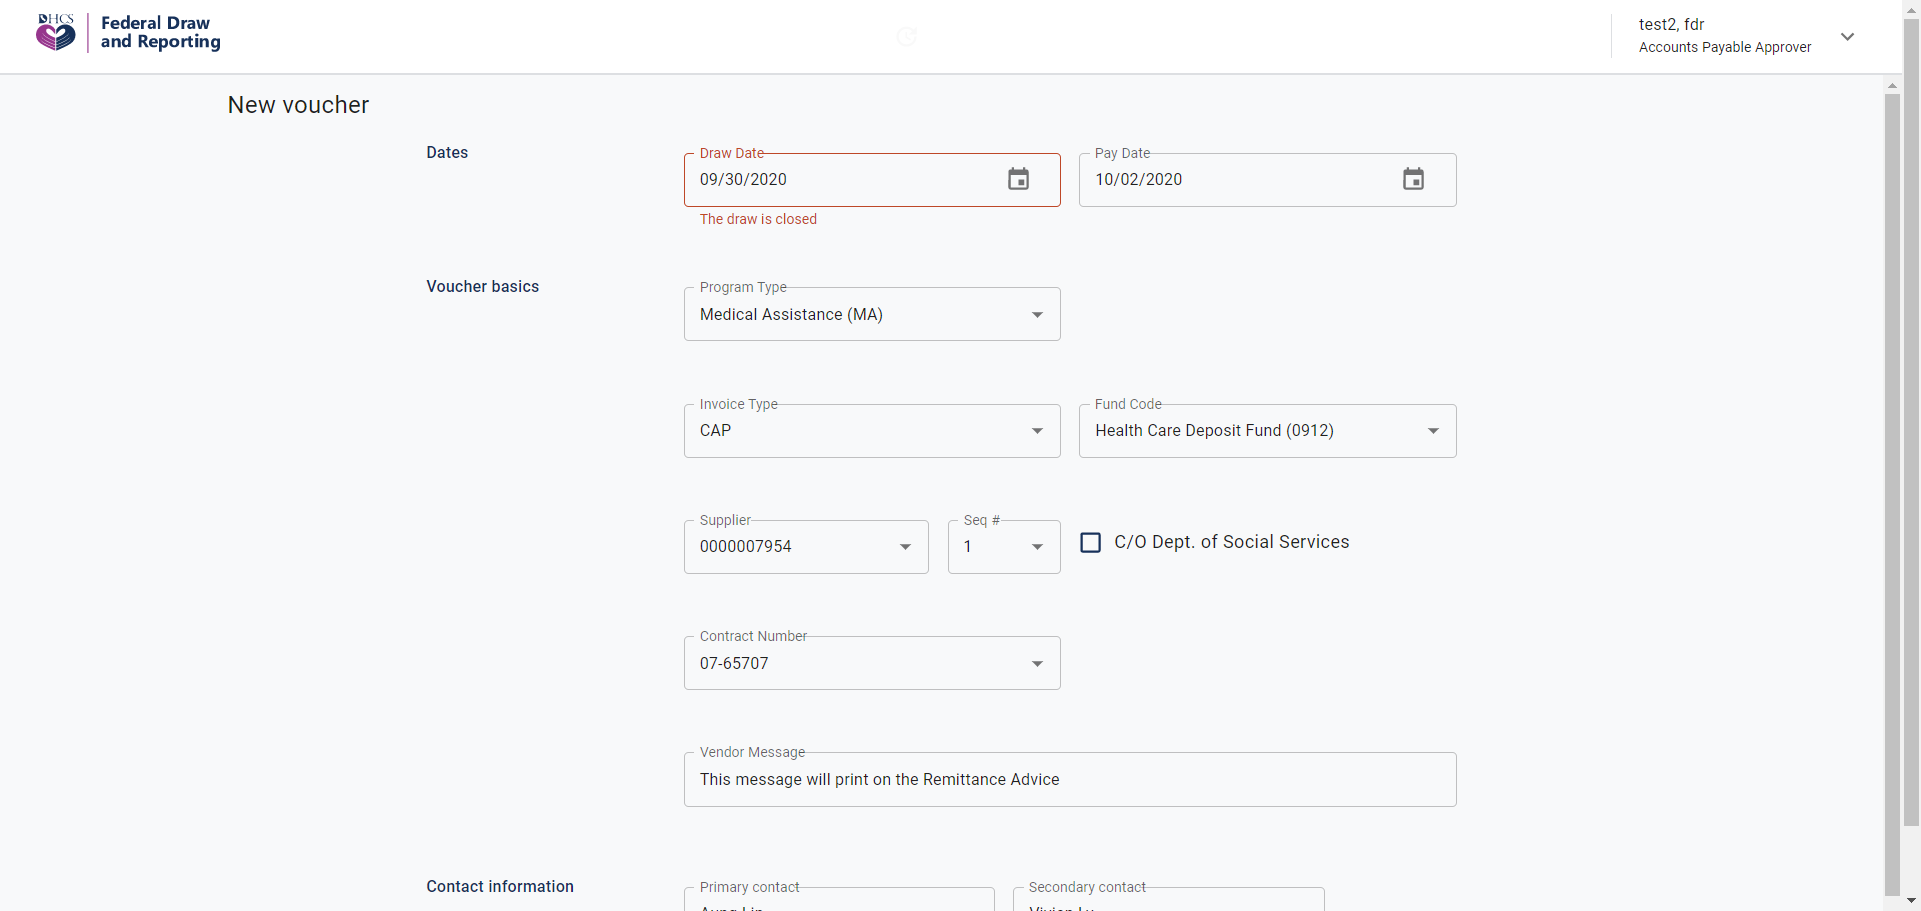 DHCS
Federal Draw
and Reporting
test2, fdr
Accounts Payable Approver
New voucher
Dates
Draw Date
09/30/2020
The draw is closed
Pay Date
10/02/2020
Voucher basics
Program Type
Medical Assistance (MA)
Invoice Type
CAP
Fund Code
Health Care Deposit Fund (0912)
Supplier
0000007954
Seq #
1
C/O Dept. of Social Services
Contract Number
07-65707
Vendor Message
This message will print on the Remittance Advice
Contact information
Primary contact
Secondary contact